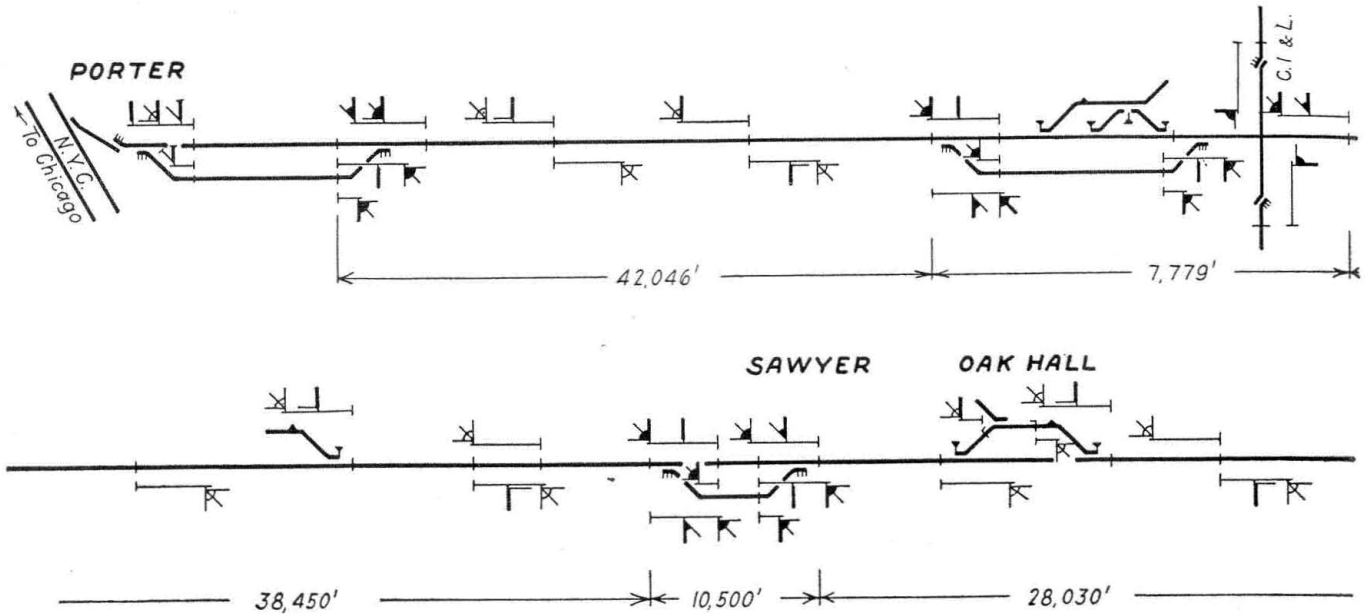 PORTER
N.Y.C.
To Chicago
C.I & L.
42,046'
7,779'
SAWYER
OAK HALL
38,450'
10,500'
28,030'